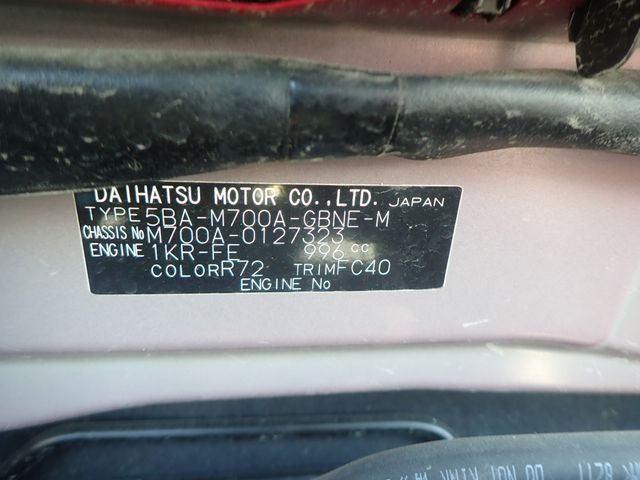 DAIHATSU MOTOR CO.,LTD. JAPAN
TYPE 5BA-M700A-GBNE-M
CHASSIS No M700A-0127323
ENGINE 1KR-FE 996 cc
COLOR R72 TRIM FC40
ENGINE No